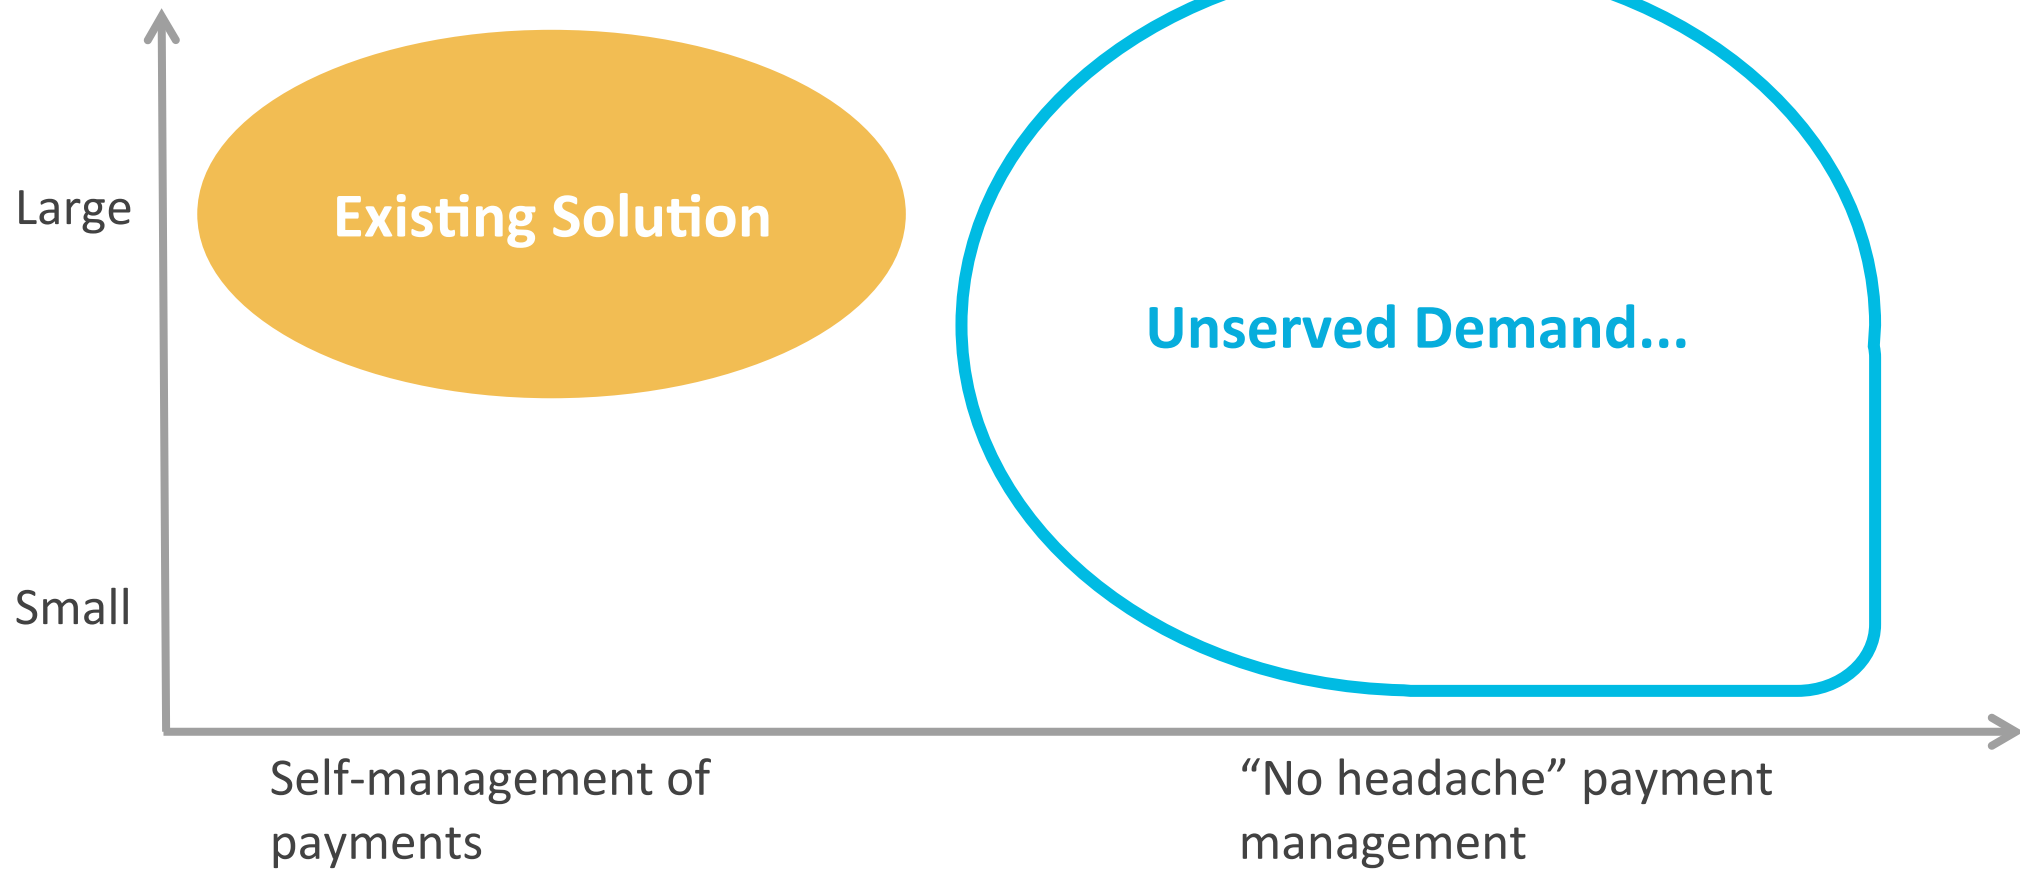 Large
Existing Solution
Unserved Demand...
Small
Self-management of
payments
“No headache” payment
management